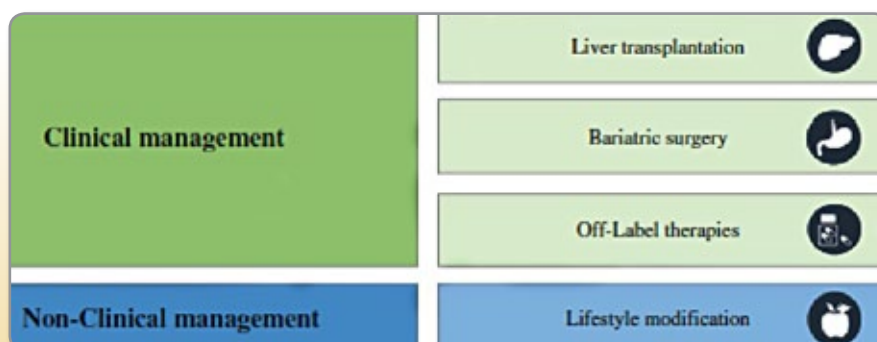 Liver transplantation
Clinical management
Bariatric surgery
Off-Label therapies
Non-Clinical management
Lifestyle modification